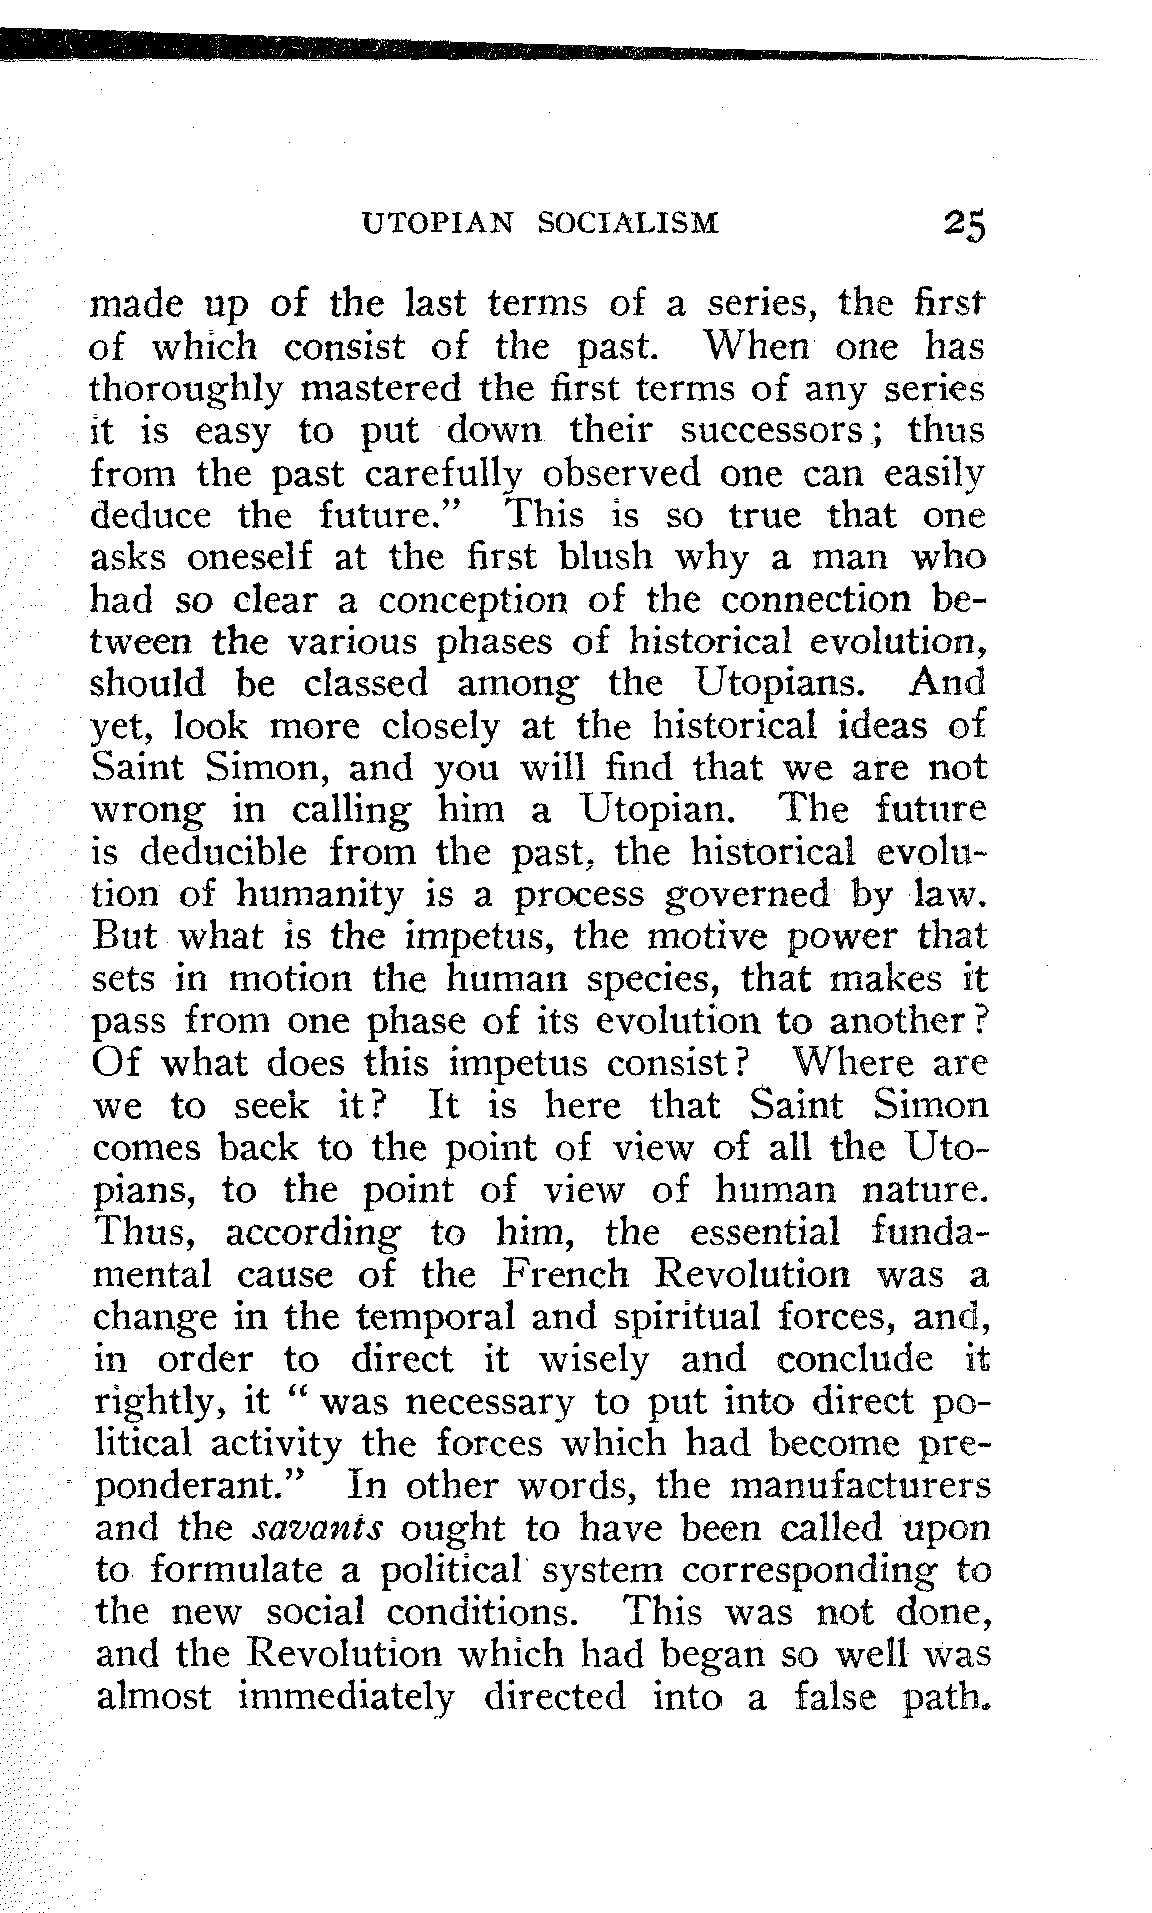 UTOPIAN SOCIALISM 25
made up of the last terms of a series, the first
of which consist of the past. When one has
thoroughly mastered the first terms of any series
it is easy to put down their successors; thus
from the past carefully observed one can easily
deduce the future." This is so true that one
asks oneself at the first blush why a man who
had so clear a conception of the connection be-
tween the various phases of historical evolution,
should be classed among the Utopians. And
yet, look more closely at the historical ideas of
Saint Simon, and you will find that we are not
wrong in calling him a Utopian. The future
is deducible from the past, the historical evolu-
tion of humanity is a process governed by law.
But what is the impetus, the motive power that
sets in motion the human species, that makes it
pass from one phase of its evolution to another?
Of what does this impetus consist? Where are
we to seek it? It is here that Saint Simon
comes back to the point of view of all the Uto-
pians, to the point of view of human nature.
Thus, according to him, the essential funda-
mental cause of the French Revolution was a
change in the temporal and spiritual forces, and,
in order to direct it wisely and conclude it
rightly, it "was necessary to put into direct po-
litical activity the forces which had become pre-
ponderant." In other words, the manufacturers
and the savants ought to have been called upon
to formulate a political system corresponding to
the new social conditions. This was not done,
and the Revolution which had began so well was
almost immediately directed into a false path.